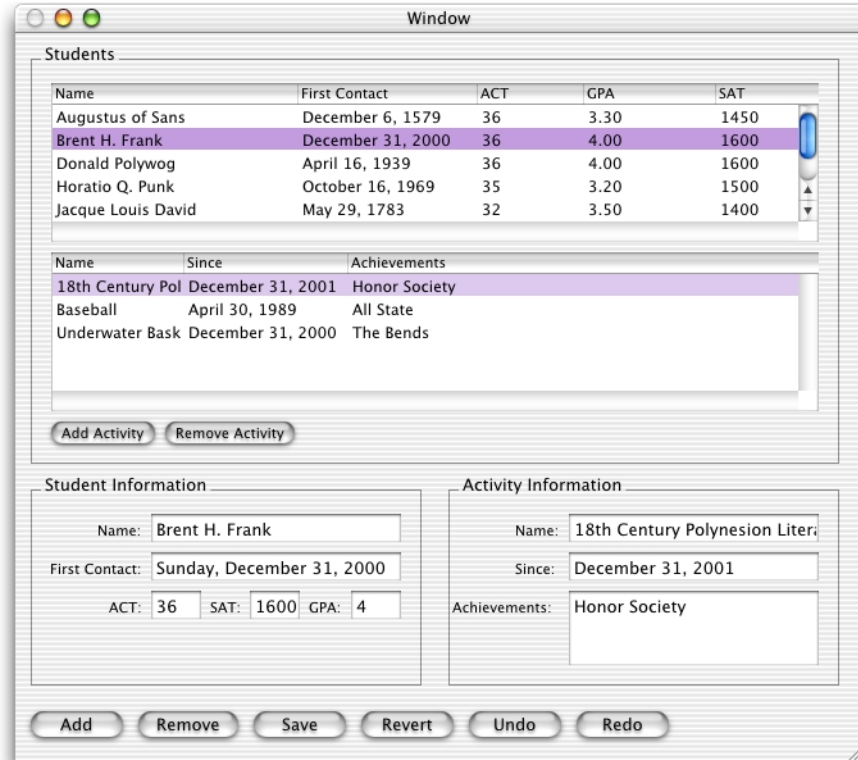 Window
Students
Name First Contact ACT GPA SAT
Augustus of Sans December 6, 1579 36 3.30 1450
Brent H. Frank December 31, 2000 36 4.00 1600
Donald Polywog April 16, 1939 36 4.00 1600
Horatio Q. Punk October 16, 1969 35 3.20 1500
Jacque Louis David May 29, 1783 32 3.50 1400
Name Since Achievements
18th Century Pol December 31, 2001 Honor Society
Baseball April 30, 1989 All State
Underwater Bask December 31, 2000 The Bends
Add Activity Remove Activity
Student Information
Name: Brent H. Frank
First Contact: Sunday, December 31, 2000
ACT: 36 SAT: 1600 GPA: 4
Activity Information
Name: 18th Century Polynesion Litera
Since: December 31, 2001
Achievements: Honor Society
Add Remove Save Revert Undo Redo